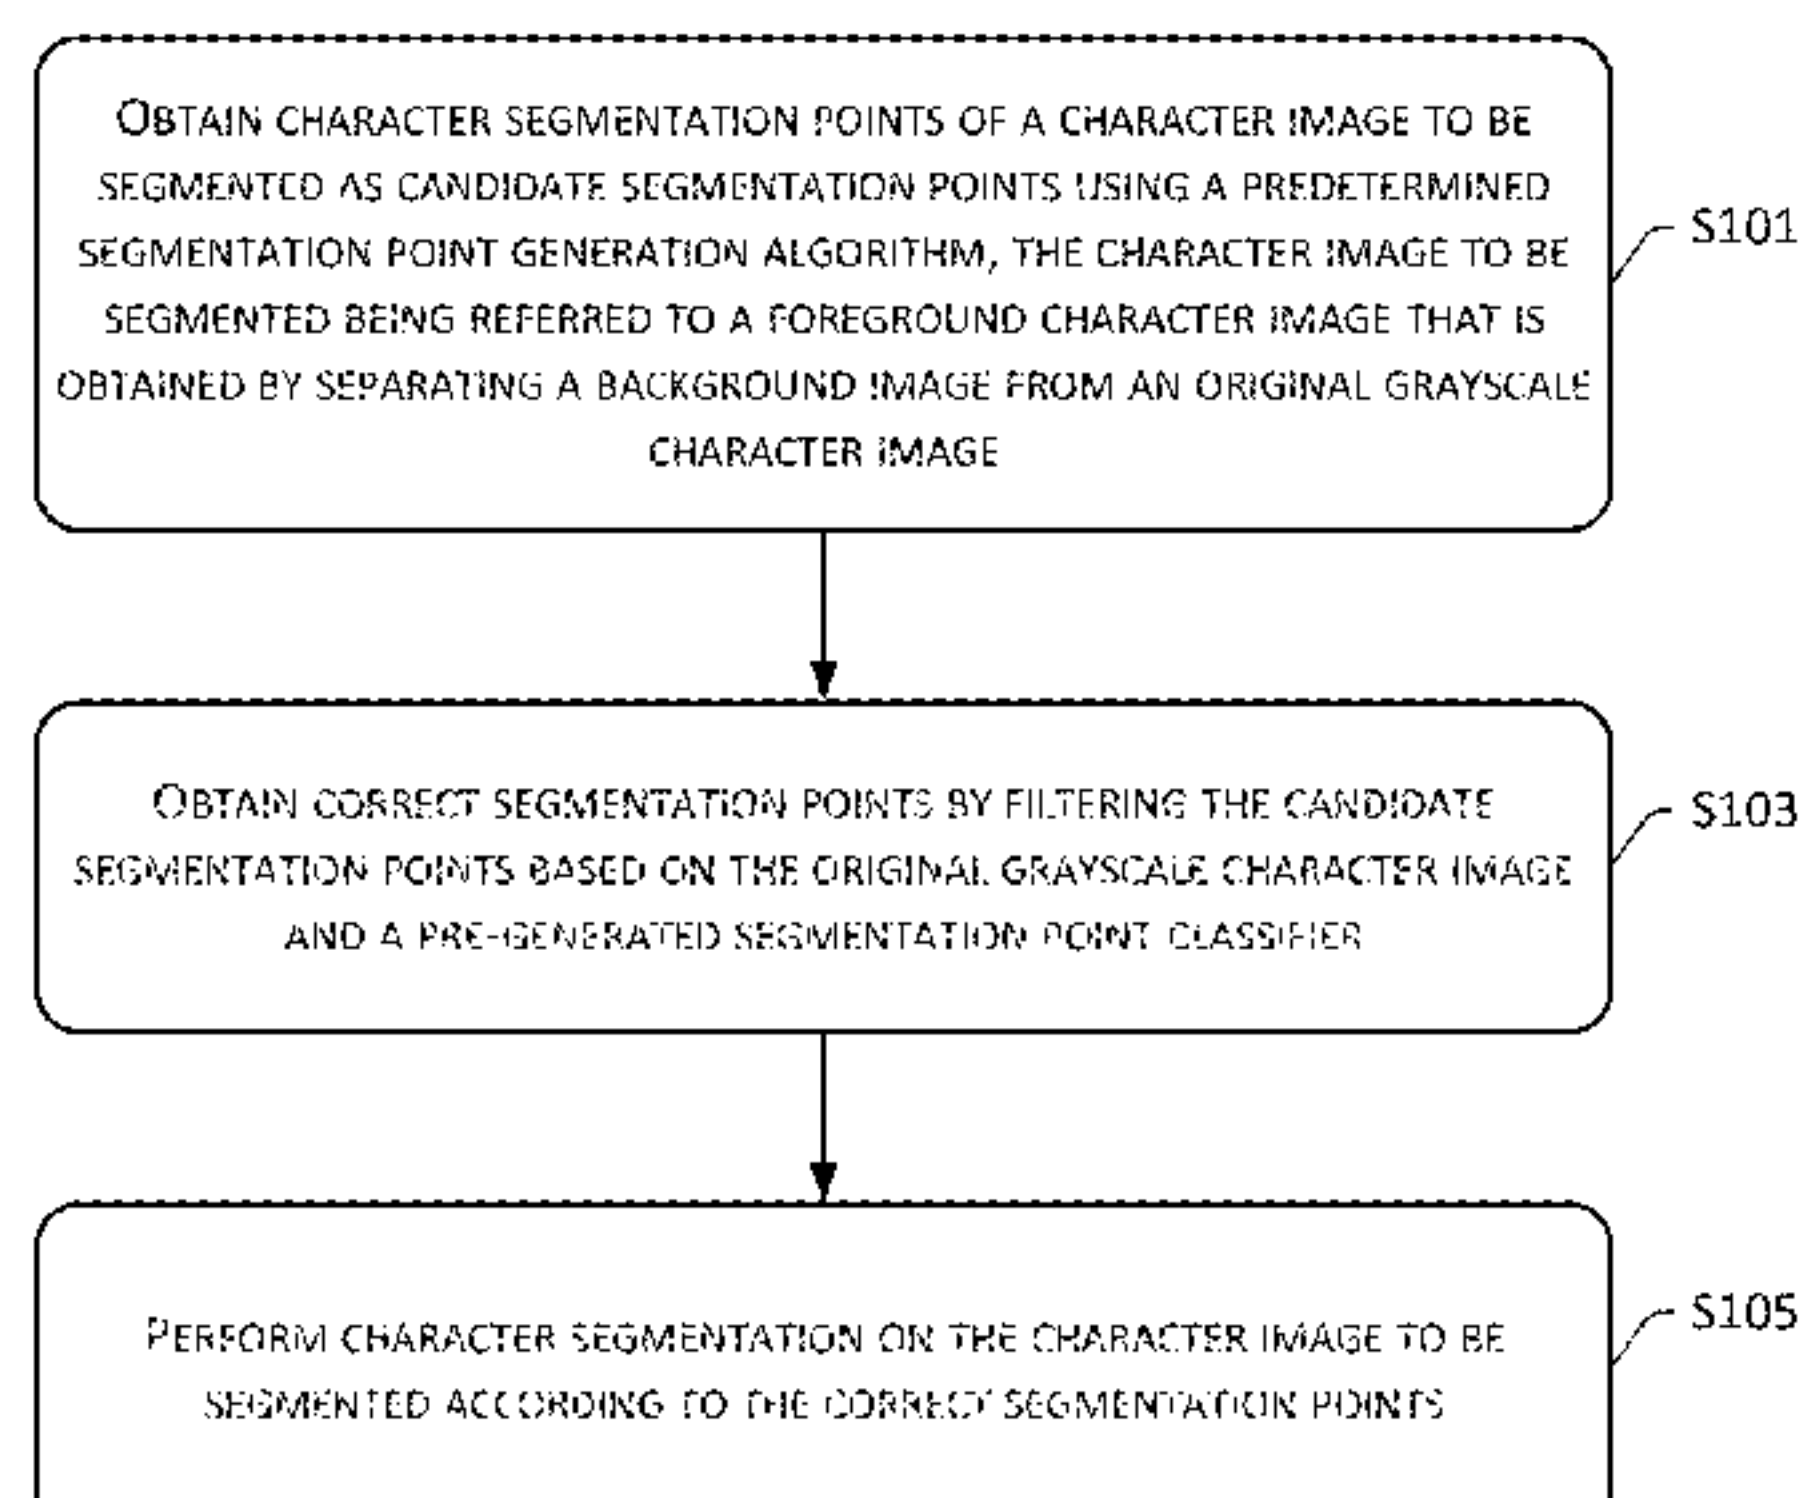 OBTAIN CHARACTER SEGMENTATION POINTS OF A CHARACTER IMAGE TO BE
SEGMENTED AS CANDIDATE SEGMENTATION POINTS USING A PREDETERMINED
SEGMENTATION POINT GENERATION ALGORITHM, THE CHARACTER IMAGE TO BE
SEGMENTED BEING REFERRED TO A FOREGROUND CHARACTER IMAGE THAT IS
OBTAINED BY SEPARATING A BACKGROUND IMAGE FROM AN ORIGINAL GRAYSCALE
CHARACTER IMAGE
S101
OBTAIN CORRECT SEGMENTATION POINTS BY FILTERING THE CANDIDATE
SEGMENTATION POINTS BASED ON THE ORIGINAL GRAYSCALE CHARACTER IMAGE
AND A PRE-GENERATED SEGMENTATION POINT CLASSIFIER
S103
PERFORM CHARACTER SEGMENTATION ON THE CHARACTER IMAGE TO BE
SEGMENTED ACCORDING TO THE CORRECT SEGMENTATION POINTS
S105